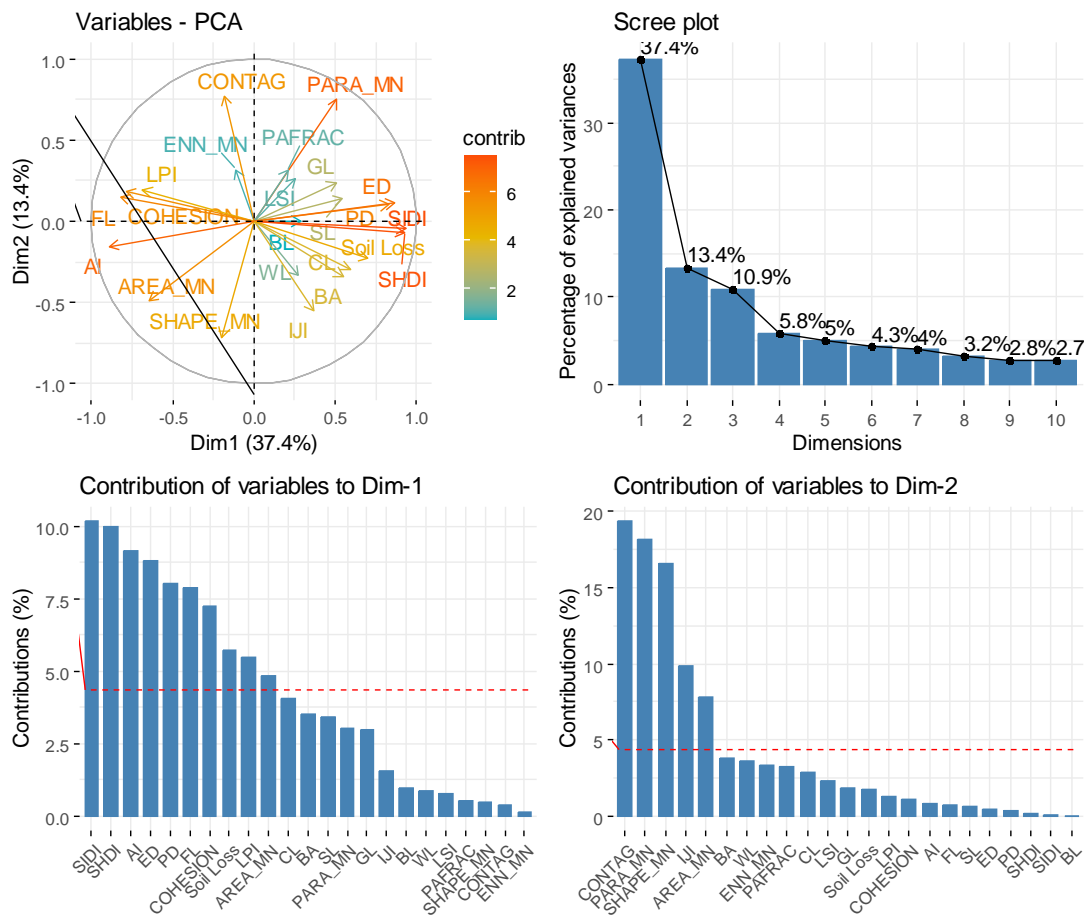 Variables - PCA
1.0
0.5
0.0
-0.5
-1.0
Dim2 (13.4%)
CONTAG
PARA_MN
ENN_MN
PAFRAC
LPI
GL
LSI
ED
FL
COHESION
PD
SIDI
BL
SL
Soil Loss
AI
WL
CL
SHDI
AREA_MN
BA
SHAPE_MN
IJI
-1.0 -0.5 0.0 0.5 1.0
Dim1 (37.4%)
contrib
6
4
2
Scree plot
Percentage of explained variances
30
20
10
0
37.4%
13.4%
10.9%
5.8%
5%
4.3%
4%
3.2%
2.8%
2.7
1 2 3 4 5 6 7 8 9 10
Dimensions
Contribution of variables to Dim-1
Contributions (%)
10.0
7.5
5.0
2.5
0.0
SIDI
SHDI
AI
ED
PD
FL
COHESION
Soil Loss
LPI
AREA_MN
CL
BA
SL
PARA_MN
GL
IJI
BL
WL
LSI
PAFRAC
SHAPE_MN
CONTAG
ENN_MN
Contribution of variables to Dim-2
Contributions (%)
20
15
10
5
0
CONTAG
PARA_MN
SHAPE_MN
IJI
AREA_MN
BA
WL
ENN_MN
PAFRAC
CL
LSI
GL
Soil Loss
LPI
COHESION
AI
FL
SL
ED
PD
SHDI
SIDI
BL